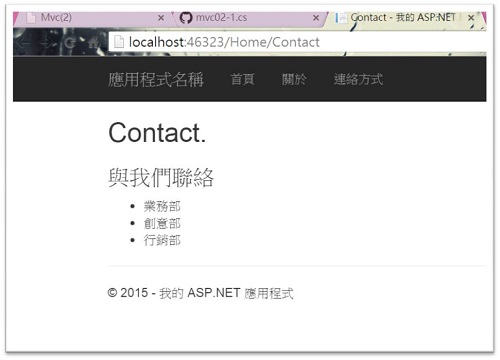 Mvc(2) mvc02-1.cs Contact - 我的 ASP.NET
localhost:46323/Home/Contact
應用程式名稱 首頁 關於 連絡方式
Contact.
與我們聯絡
業務部
創意部
行銷部
© 2015 - 我的 ASP.NET 應用程式